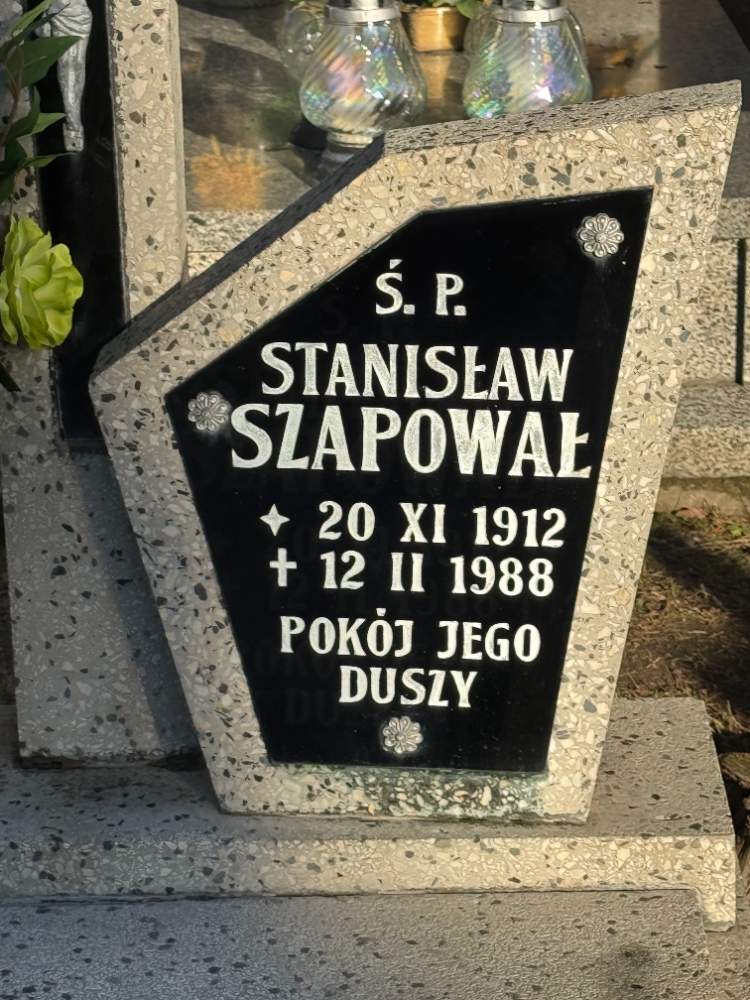 Ś. P.
STANISŁAW
SZAPOWAŁ
✦ 20 XI 1912
✝ 12 II 1988
POKÓJ JEGO
DUSZY